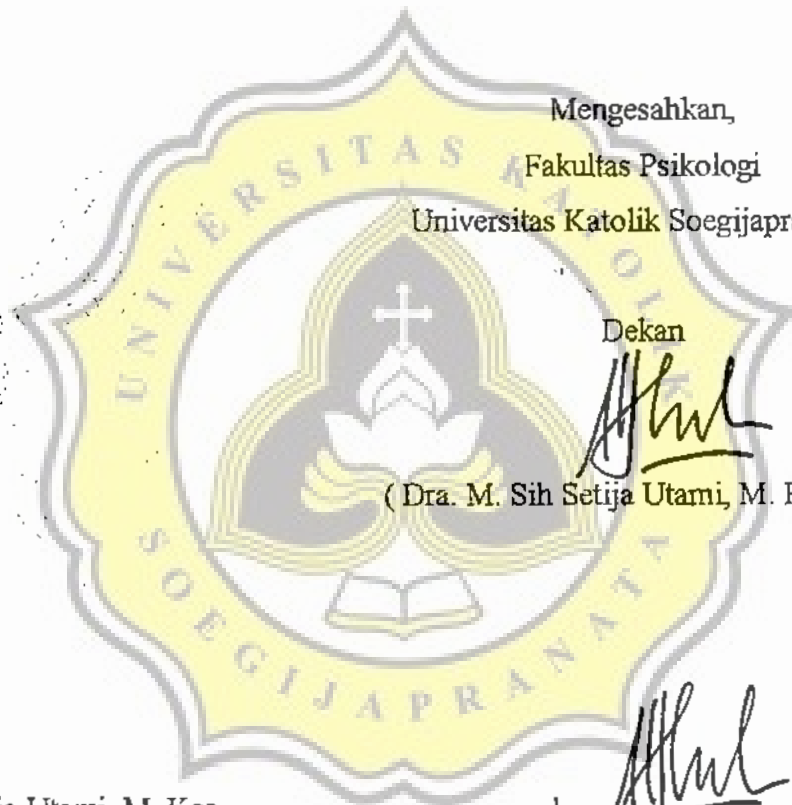 Mengesahkan,
Fakultas Psikologi
Universitas Katolik Soegijapr
Dekan
( Dra. M. Sih Setija Utami, M.
UNIVERSITAS KATOLIK
SOEGIJAPRANATA
Utami, M. Kes